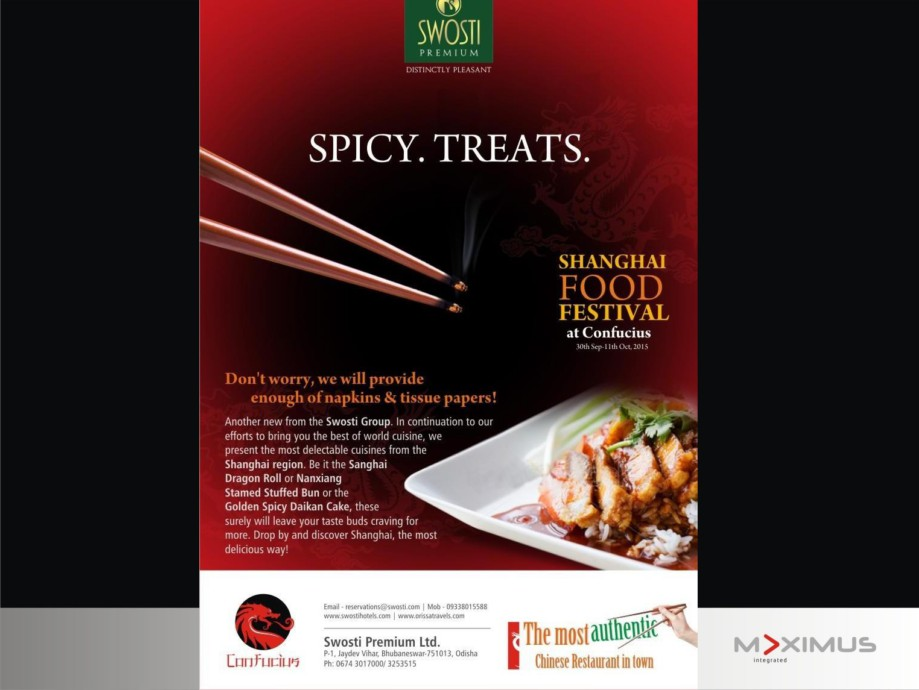 SWOSTI
PREMIUM
DISTINCTLY PLEASANT
SPICY. TREATS.
SHANGHAI
FOOD
FESTIVAL
at Confucius
30th Sep-11th Oct, 2015
Don't worry, we will provide
enough of napkins & tissue papers!
Another new from the Swosti Group. In continuation to our
efforts to bring you the best of world cuisine, we
present the most delectable cuisines from the
Shanghai region. Be it the Sanghai
Dragon Roll or Nanxiang
Stamed Stuffed Bun or the
Golden Spicy Daikan Cake, these
surely will leave your taste buds craving for
more. Drop by and discover Shanghai, the most
delicious way!
Confucius
Email - reservations@swosti.com | Mob - 09338015588
www.swostihotels.com | www.orissatravels.com
Swosti Premium Ltd.
P-1, Jaydev Vihar, Bhubaneswar-751013, Odisha
Ph: 0674 3017000/ 3253515
The most authentic
Chinese Restaurant in town
MAXIMUS
integrated